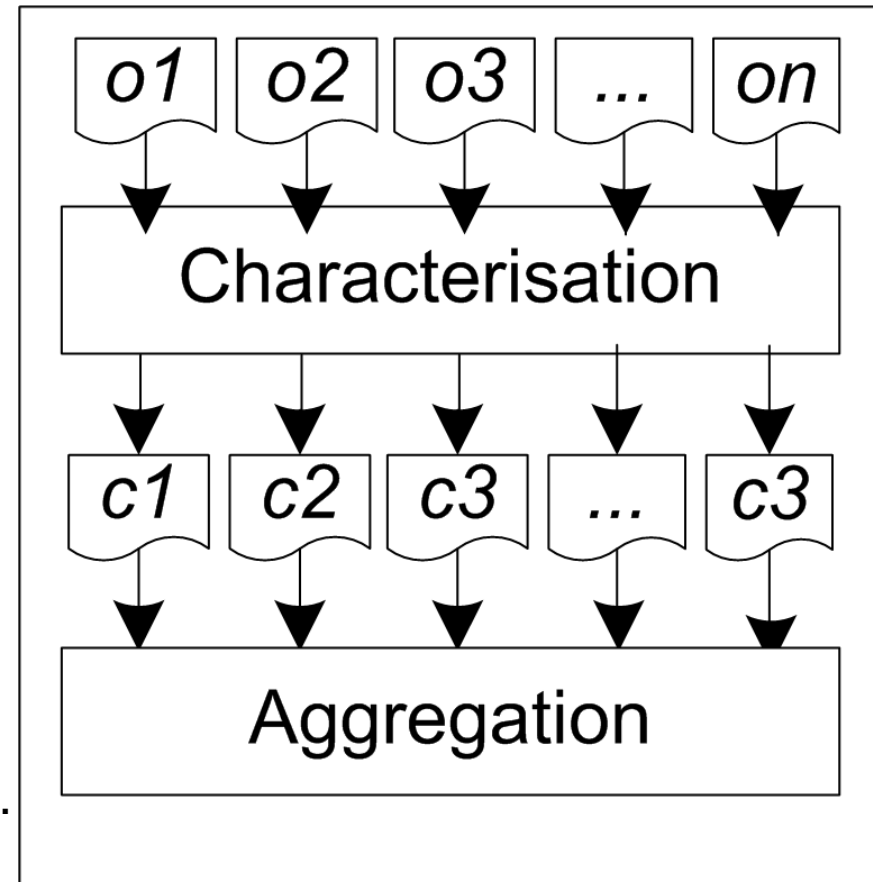 o1 o2 o3 ... on
Characterisation
c1 c2 c3 ... c3
Aggregation
.